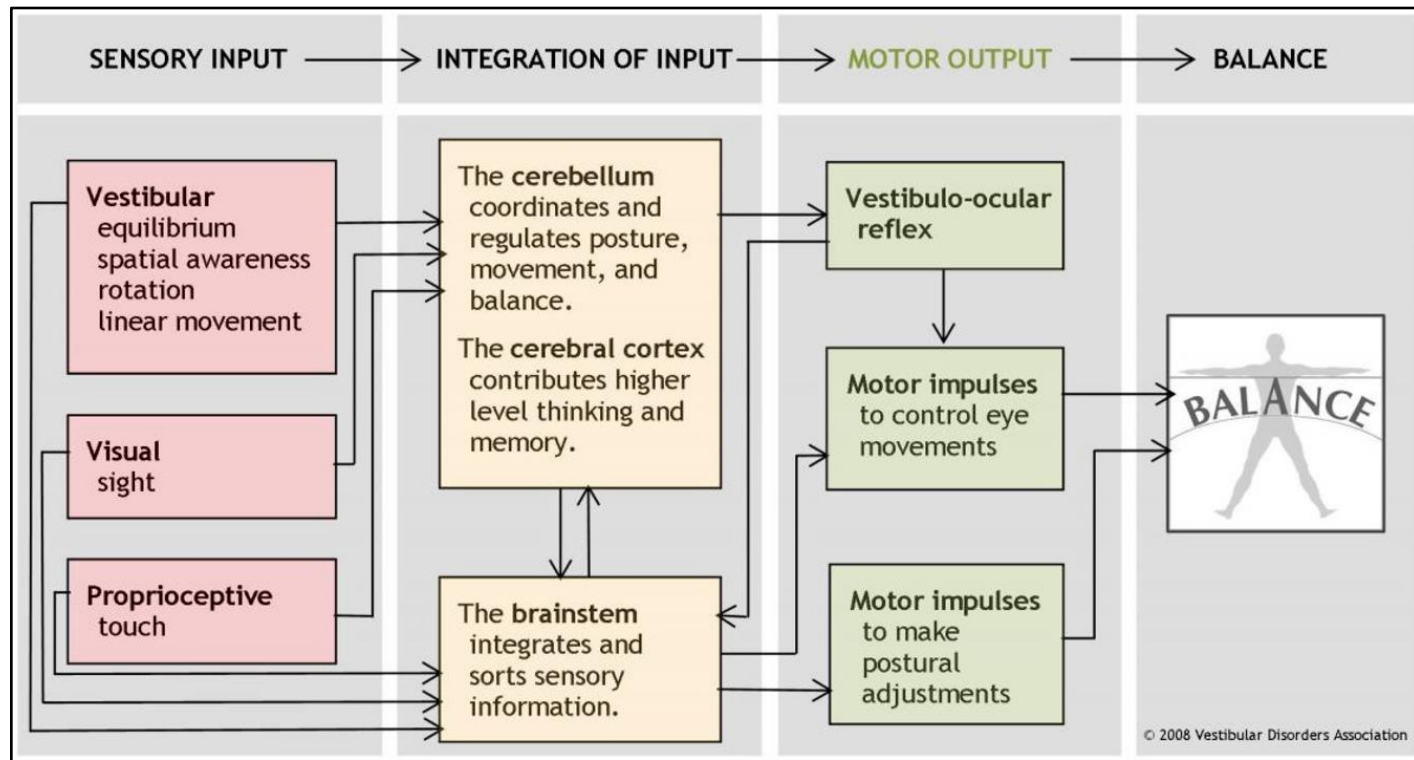 SENSORY INPUT
INTEGRATION OF INPUT
MOTOR OUTPUT
BALANCE
Vestibular
equilibrium
spatial awareness
rotation
linear movement
Visual
sight
Proprioceptive
touch
The cerebellum
coordinates and
regulates posture,
movement, and
balance.
The cerebral cortex
contributes higher
level thinking and
memory.
The brainstem
integrates and
sorts sensory
information.
Vestibulo-ocular
reflex
Motor impulses
to control eye
movements
Motor impulses
to make
postural
adjustments
BALANCE
© 2008 Vestibular Disorders Association